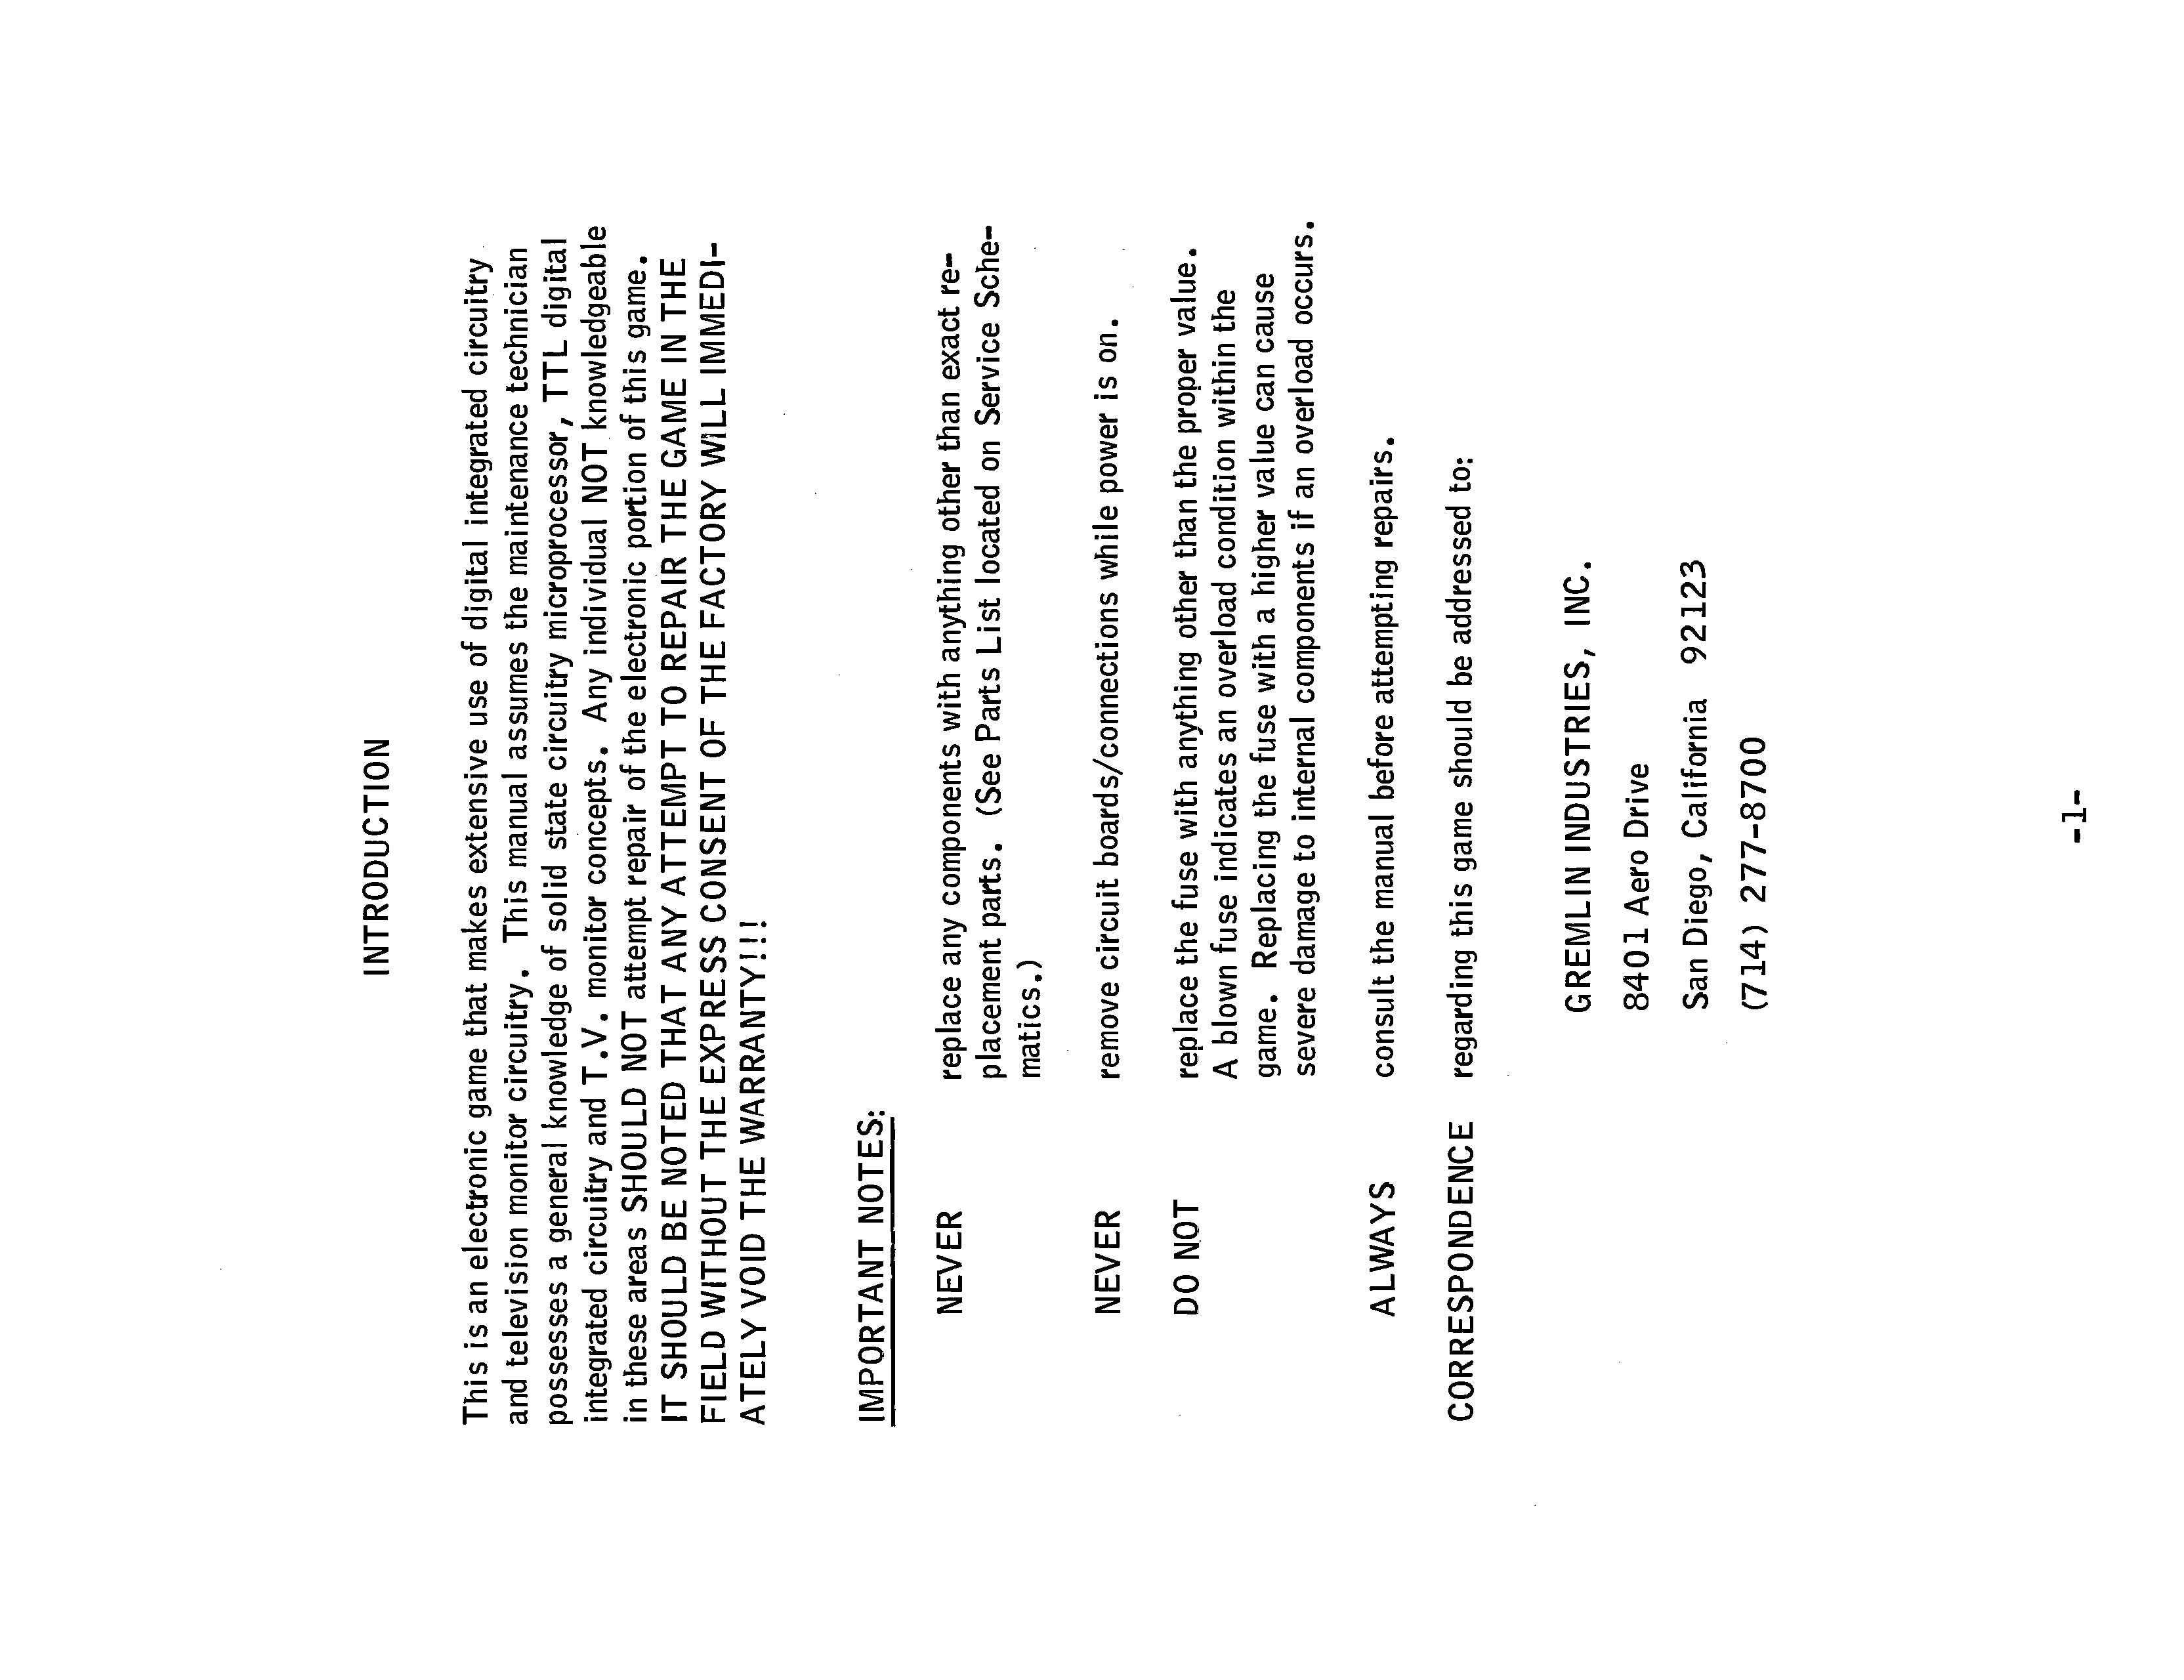 INTRODUCTION
This is an electronic game that makes extensive use of digital integrated circuitry
and television monitor circuitry. This manual assumes the maintenance technician
possesses a general knowledge of solid state circuitry microprocessor, TTL digital
integrated circuitry and T.V. monitor concepts. Any individual NOT knowledgeable
in these areas SHOULD NOT attempt repair of the electronic portion of this game.
IT SHOULD BE NOTED THAT ANY ATTEMPT TO REPAIR THE GAME IN THE
FIELD WITHOUT THE EXPRESS CONSENT OF THE FACTORY WILL IMMEDI-
ATELY VOID THE WARRANTY!!!
IMPORTANT NOTES:
NEVER replace any components with anything other than exact re-
placement parts. (See Parts List located on Service Sche-
matics.)
NEVER remove circuit boards/connections while power is on.
DO NOT replace the fuse with anything other than the proper value.
A blown fuse indicates an overload condition within the
game. Replacing the fuse with a higher value can cause
severe damage to internal components if an overload occurs.
ALWAYS consult the manual before attempting repairs.
CORRESPONDENCE regarding this game should be addressed to:
GREMLIN INDUSTRIES, INC.
8401 Aero Drive
San Diego, California 92123
(714) 277-8700
-1-